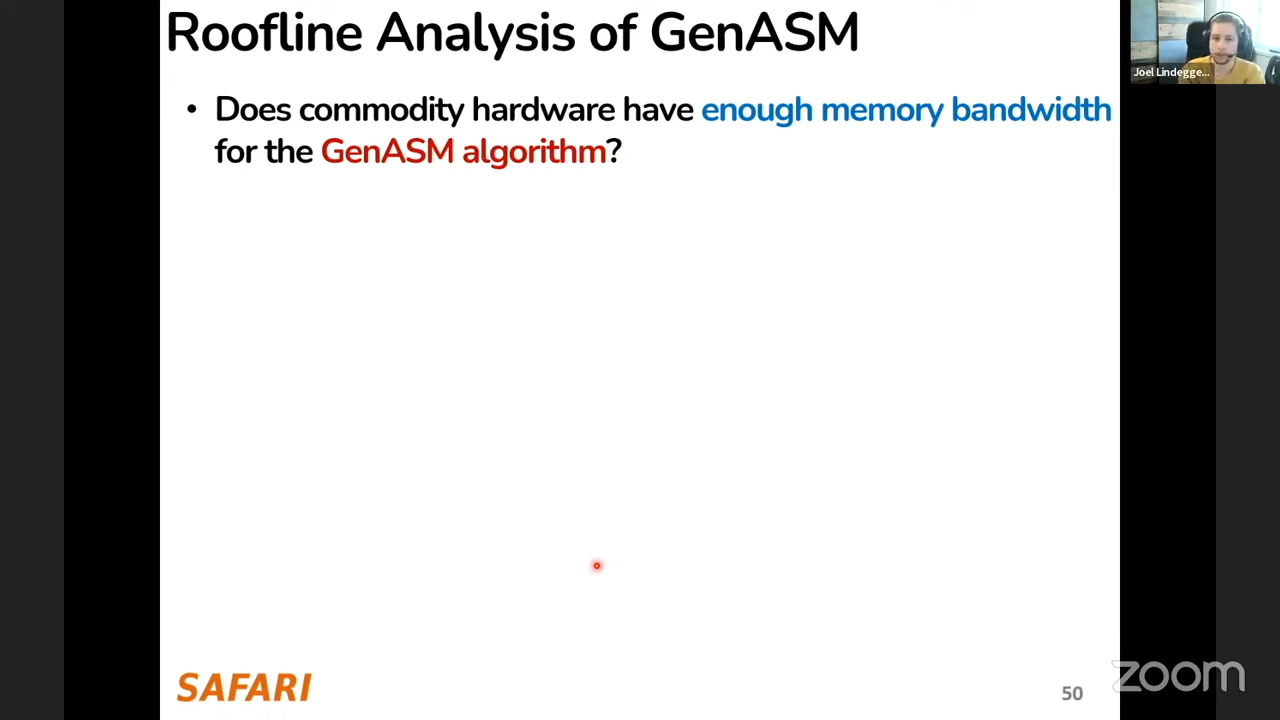 Roofline Analysis of GenASM
Joel Lindegge...
• Does commodity hardware have enough memory bandwidth
for the GenASM algorithm?
SAFARI
50
zoom